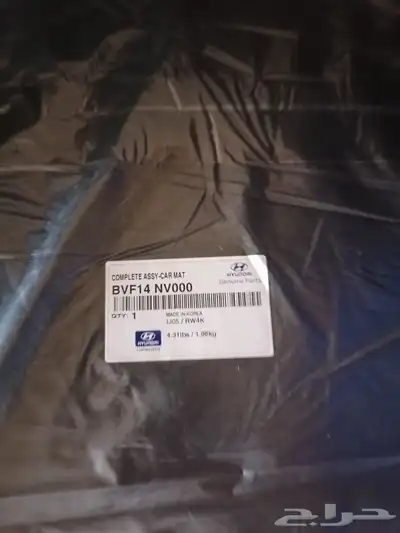 COMPLETE ASSY-CAR MAT
HYUNDAI
Genuine Parts
BVF14 NV000
QTY: 1
MADE IN KOREA
HYUNDAI
4.31lbs / 1.96kg
حراج